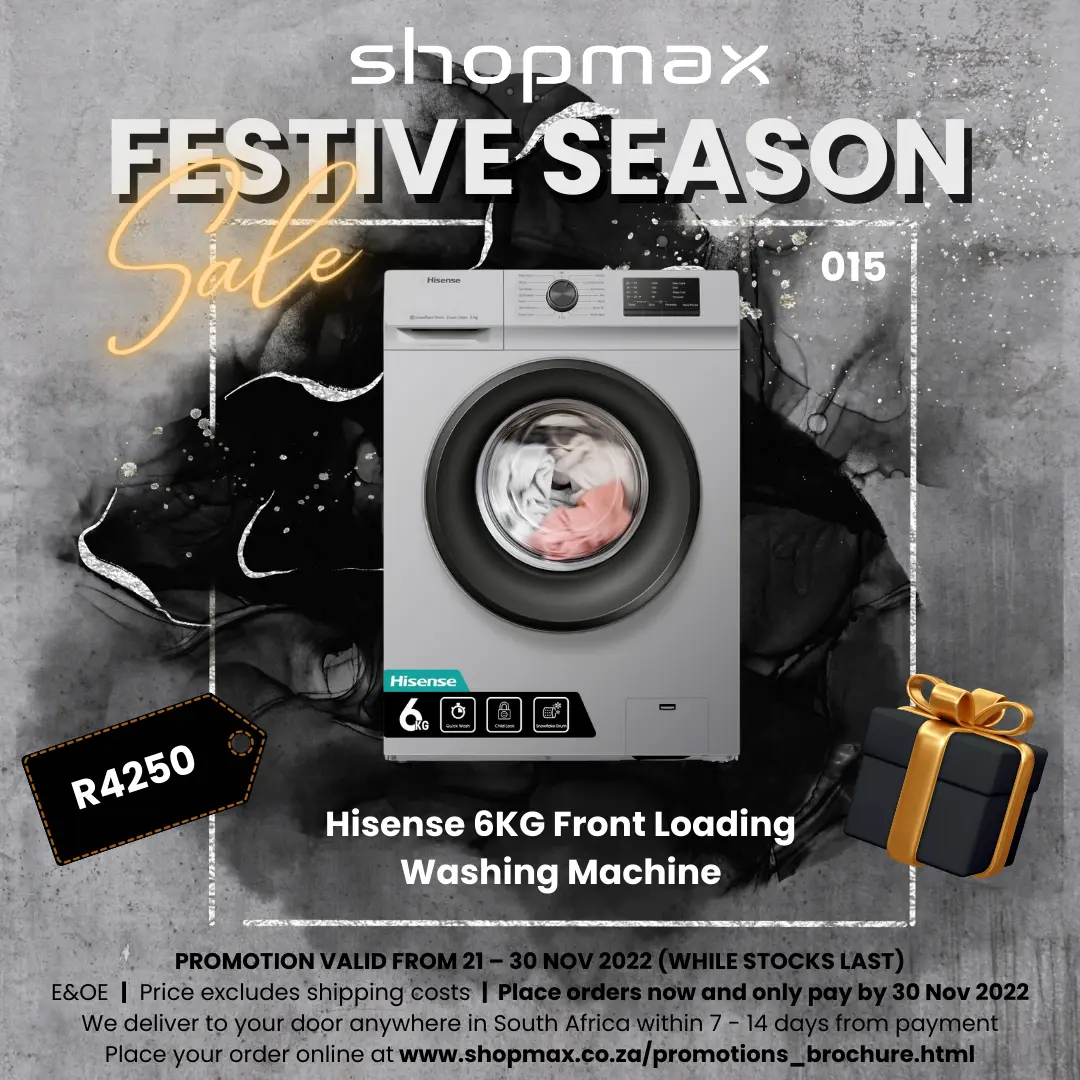 shopmax
FESTIVE SEASON
Sale
015
Hisense
Hisense
6KG
Quick Wash
Child Lock
Snowflake Drum
R4250
Hisense 6KG Front Loading
Washing Machine
PROMOTION VALID FROM 21 – 30 NOV 2022 (WHILE STOCKS LAST)
E&OE | Price excludes shipping costs | Place orders now and only pay by 30 Nov 2022
We deliver to your door anywhere in South Africa within 7 - 14 days from payment
Place your order online at www.shopmax.co.za/promotions_brochure.html